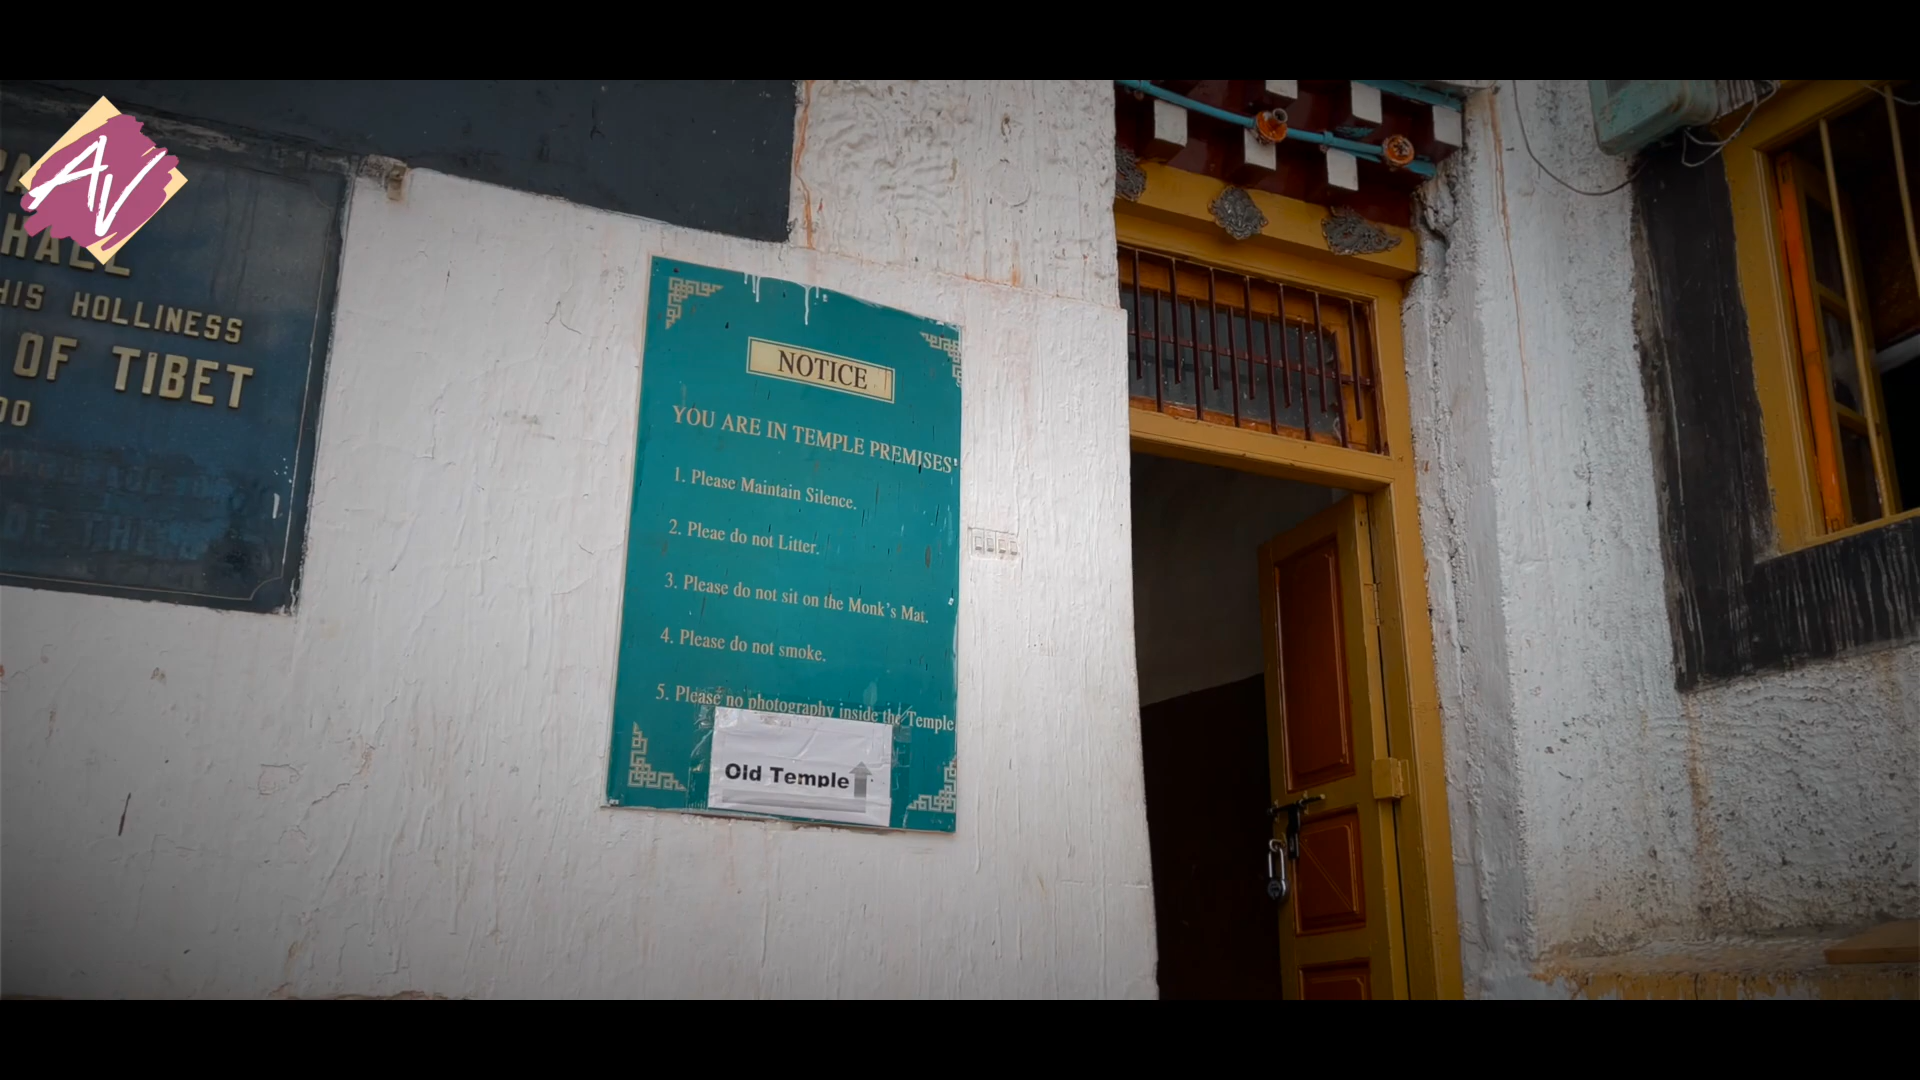 AV
HALL
HIS HOLLINESS
OF TIBET
NOTICE
YOU ARE IN TEMPLE PREMISES'
1. Please Maintain Silence.
2. Pleae do not Litter.
3. Please do not sit on the Monk's Mat.
4. Please do not smoke.
5. Please no photography inside the Temple
Old Temple